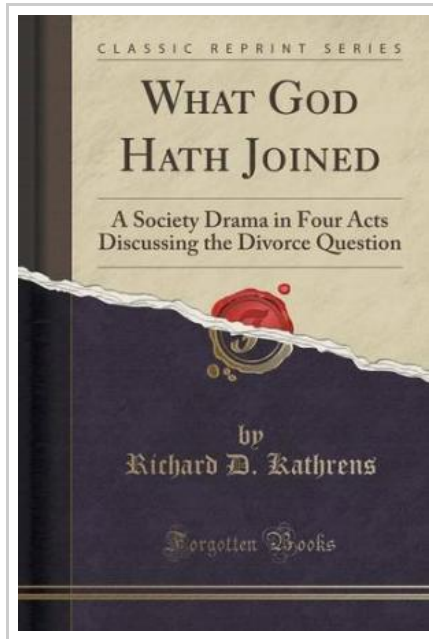 CLASSIC REPRINT SERIES
WHAT GOD
HATH JOINED
A Society Drama in Four Acts
Discussing the Divorce Question
by
Richard D. Kathrens
Forgotten Books